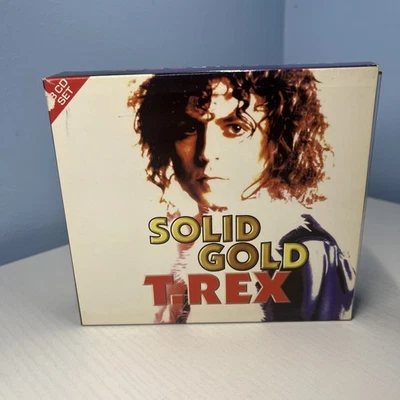 3 CD
SET
SOLID
GOLD
T.REX